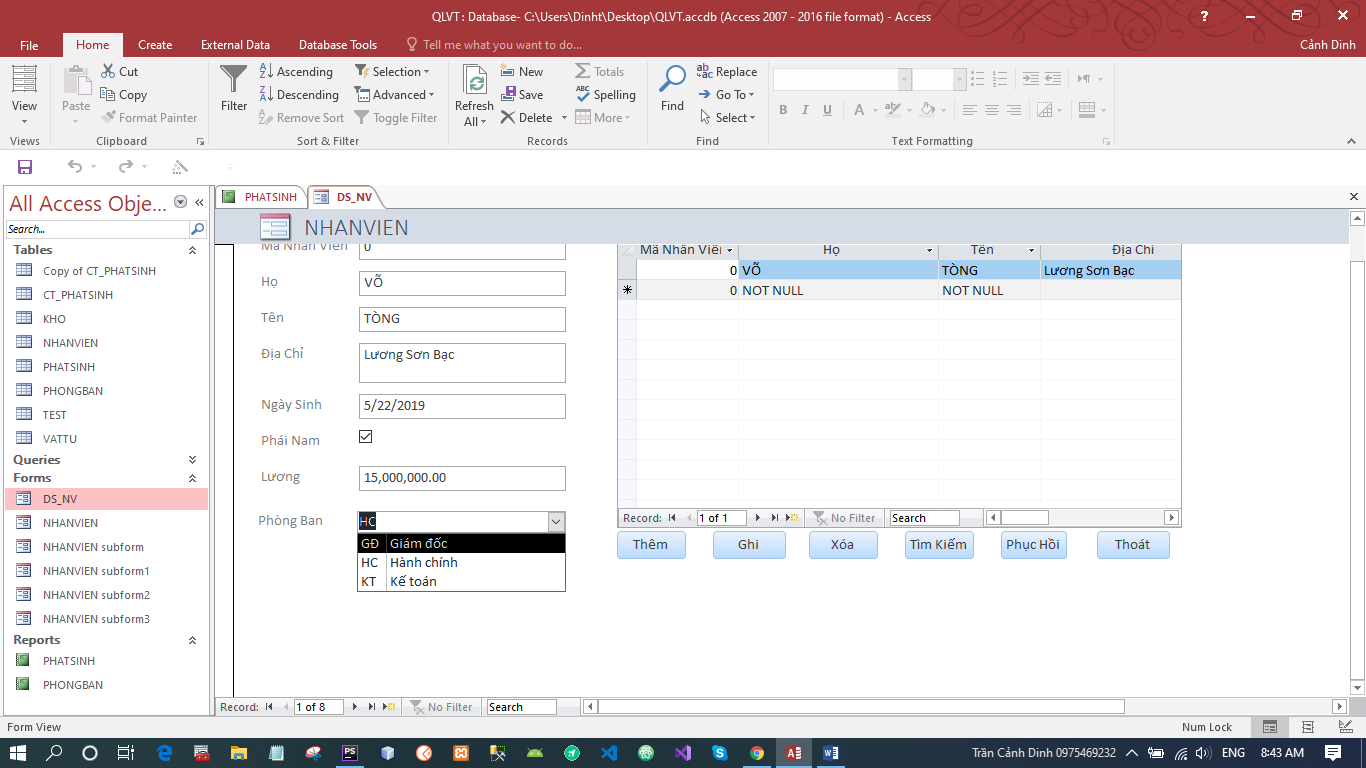 QLVT : Database- C:\Users\Dinht\Desktop\QLVT.accdb (Access 2007 - 2016 file format) - Access
?
File Home Create External Data Database Tools Tell me what you want to do... Cảnh Dinh
View
Views
Paste
Cut
Copy
Format Painter
Clipboard
Filter
Ascending
Descending
Remove Sort
Selection
Advanced
Toggle Filter
Sort & Filter
Refresh
All
New
Save
Delete
Totals
Spelling
More
Records
Find
Replace
Go To
Select
Find
B I U A ab
Text Formatting
All Access Obje...
Search...
Tables
Copy of CT_PHATSINH
CT_PHATSINH
KHO
NHANVIEN
PHATSINH
PHONGBAN
TEST
VATTU
Queries
Forms
DS_NV
NHANVIEN
NHANVIEN subform
NHANVIEN subform1
NHANVIEN subform2
NHANVIEN subform3
Reports
PHATSINH
PHONGBAN
PHATSINH DS_NV
NHANVIEN
Mã Nhân Viên 0
Họ VÕ
Tên TÒNG
Địa Chỉ Lương Sơn Bạc
Ngày Sinh 5/22/2019
Phái Nam
Lương 15,000,000.00
Phòng Ban HC
GĐ Giám đốc
HC Hành chính
KT Kế toán
Mã Nhân Viên Họ Tên Địa Chỉ
0 VÕ TÒNG Lương Sơn Bạc
0 NOT NULL NOT NULL
Record: 1 of 1 No Filter Search
Thêm Ghi Xóa Tìm Kiếm Phục Hồi Thoát
Record: 1 of 8 No Filter Search
Form View Num Lock
Trần Cảnh Dinh 0975469232 ENG 8:43 AM